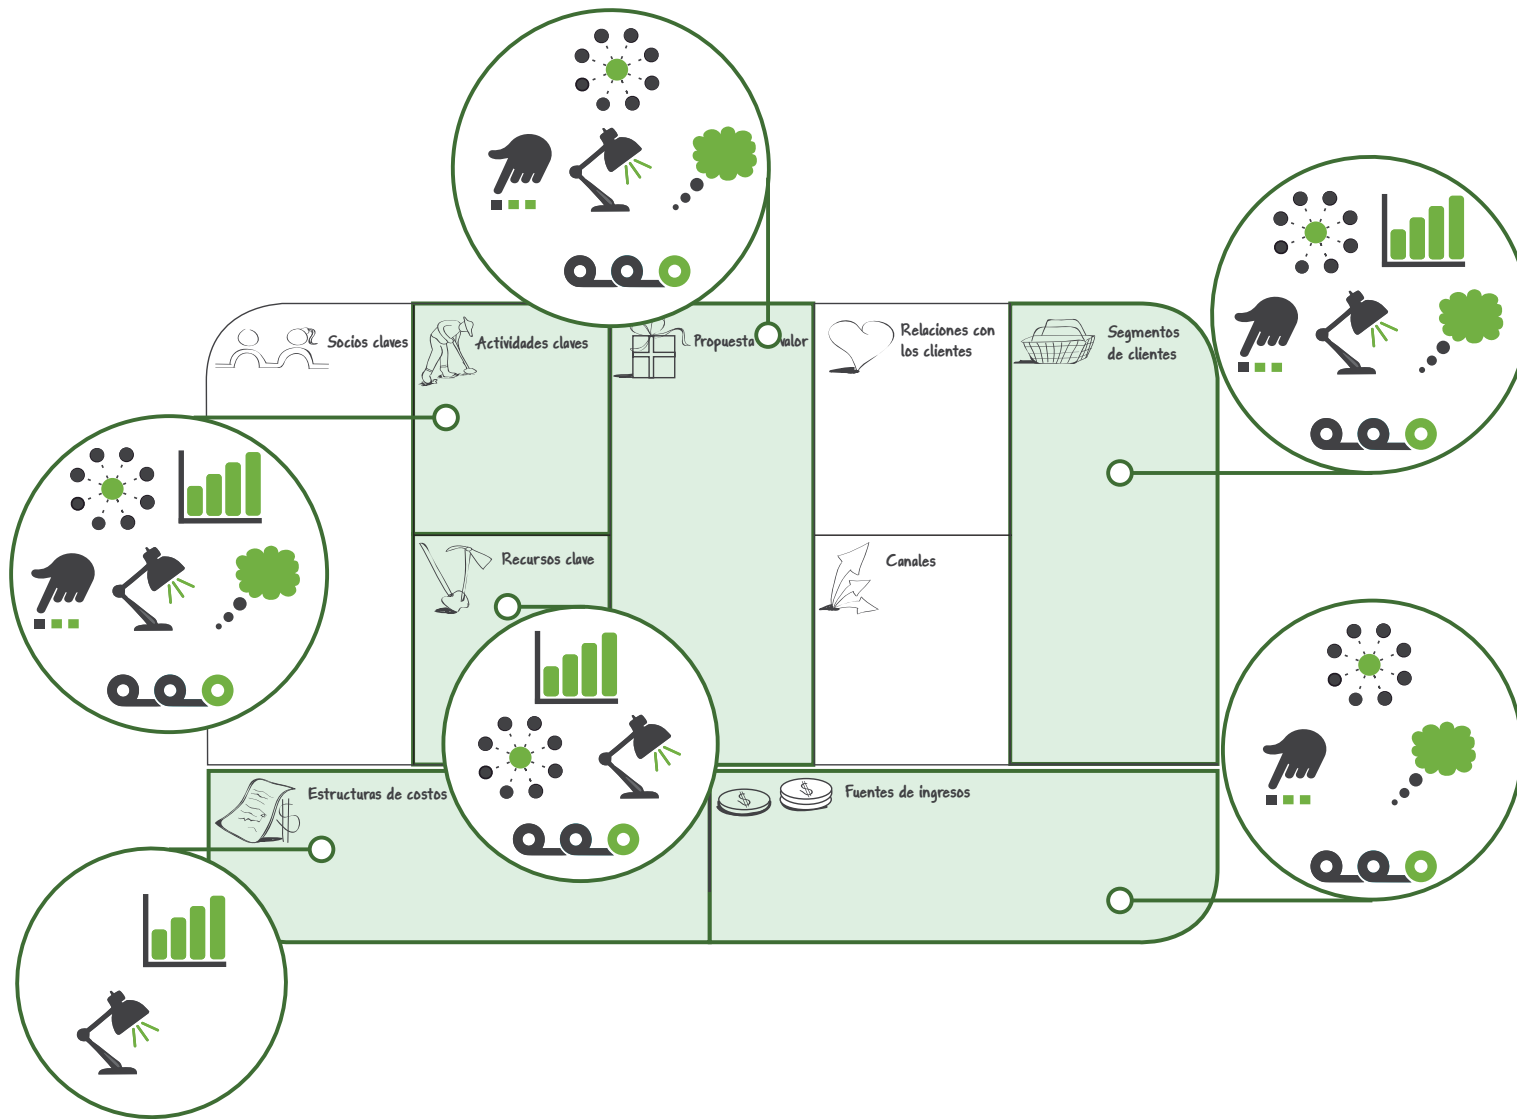 Socios claves
Actividades claves
Propuesta valor
Relaciones con
los clientes
Segmentos
de clientes
Recursos clave
Canales
Estructuras de costos
Fuentes de ingresos
$
$
$